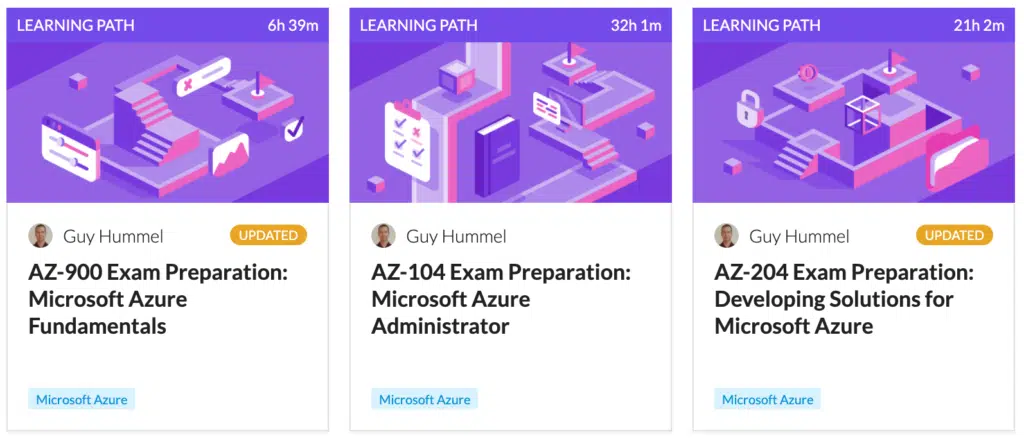 LEARNING PATH 6h 39m
Guy Hummel UPDATED
AZ-900 Exam Preparation:
Microsoft Azure
Fundamentals
Microsoft Azure
LEARNING PATH 32h 1m
Guy Hummel
AZ-104 Exam Preparation:
Microsoft Azure
Administrator
Microsoft Azure
LEARNING PATH 21h 2m
Guy Hummel UPDATED
AZ-204 Exam Preparation:
Developing Solutions for
Microsoft Azure
Microsoft Azure